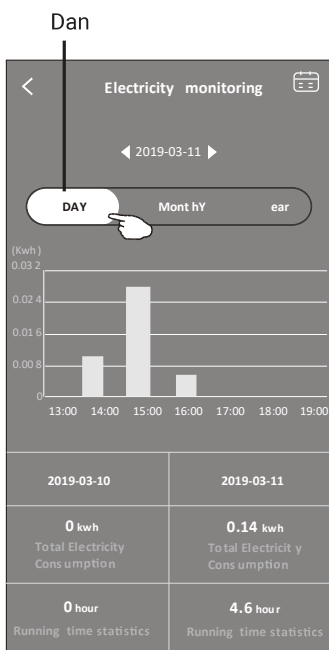 Dan
Electricity monitoring
2019-03-11
DAY Mont hY ear
(Kwh)
0.03 2
0.02 4
0.01 6
0.00 8
0
13:00 14:00 15:00 16:00 17:00 18:00 19:00
2019-03-10 2019-03-11
0 kwh 0.14 kwh
Total Electricity Total Electricit y
Cons umption Cons umption
0 hour 4.6 hour
Running time statistics Running time statistics